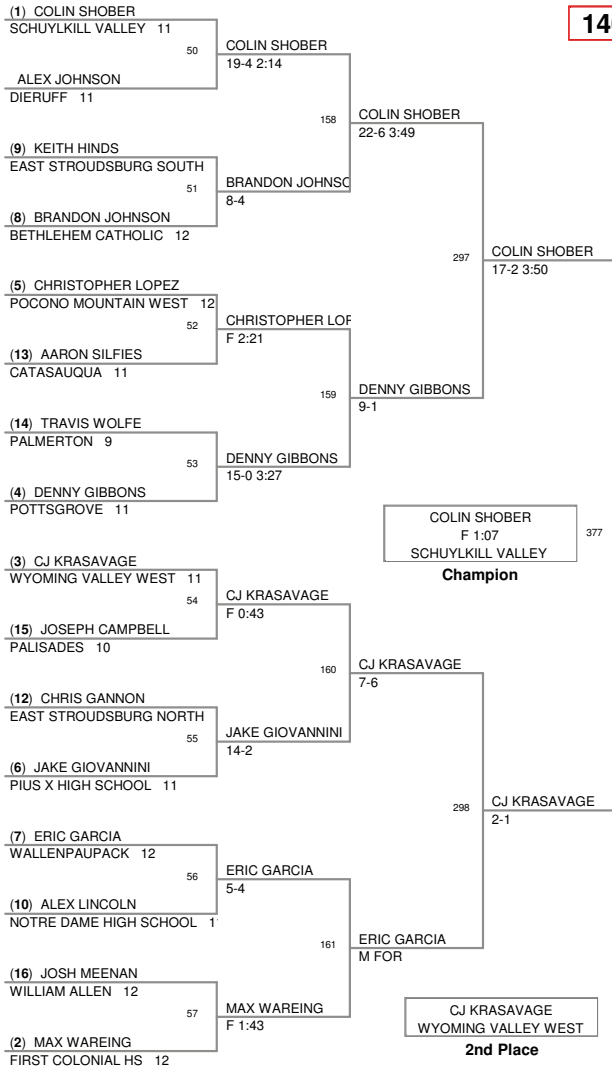 (1) COLIN SHOBER
SCHUYLKILL VALLEY 11
50
ALEX JOHNSON
DIERUFF 11
COLIN SHOBER
19-4 2:14
(9) KEITH HINDS
EAST STROUDSBURG SOUTH
51
(8) BRANDON JOHNSON
BETHLEHEM CATHOLIC 12
BRANDON JOHNSO
8-4
158
COLIN SHOBER
22-6 3:49
(5) CHRISTOPHER LOPEZ
POCONO MOUNTAIN WEST 12
52
(13) AARON SILFIES
CATASAUQUA 11
CHRISTOPHER LOP
F 2:21
(14) TRAVIS WOLFE
PALMERTON 9
53
(4) DENNY GIBBONS
POTTSGROVE 11
DENNY GIBBONS
15-0 3:27
159
DENNY GIBBONS
9-1
297
COLIN SHOBER
17-2 3:50
COLIN SHOBER
F 1:07
SCHUYLKILL VALLEY
377
Champion
(3) CJ KRASAVAGE
WYOMING VALLEY WEST 11
54
(15) JOSEPH CAMPBELL
PALISADES 10
CJ KRASAVAGE
F 0:43
(12) CHRIS GANNON
EAST STROUDSBURG NORTH
55
(6) JAKE GIOVANNINI
PIUS X HIGH SCHOOL 11
JAKE GIOVANNINI
14-2
160
CJ KRASAVAGE
7-6
(7) ERIC GARCIA
WALLENPAUPACK 12
56
(10) ALEX LINCOLN
NOTRE DAME HIGH SCHOOL 1
ERIC GARCIA
5-4
(16) JOSH MEENAN
WILLIAM ALLEN 12
57
(2) MAX WAREING
FIRST COLONIAL HS 12
MAX WAREING
F 1:43
161
ERIC GARCIA
M FOR
298
CJ KRASAVAGE
2-1
CJ KRASAVAGE
WYOMING VALLEY WEST
2nd Place